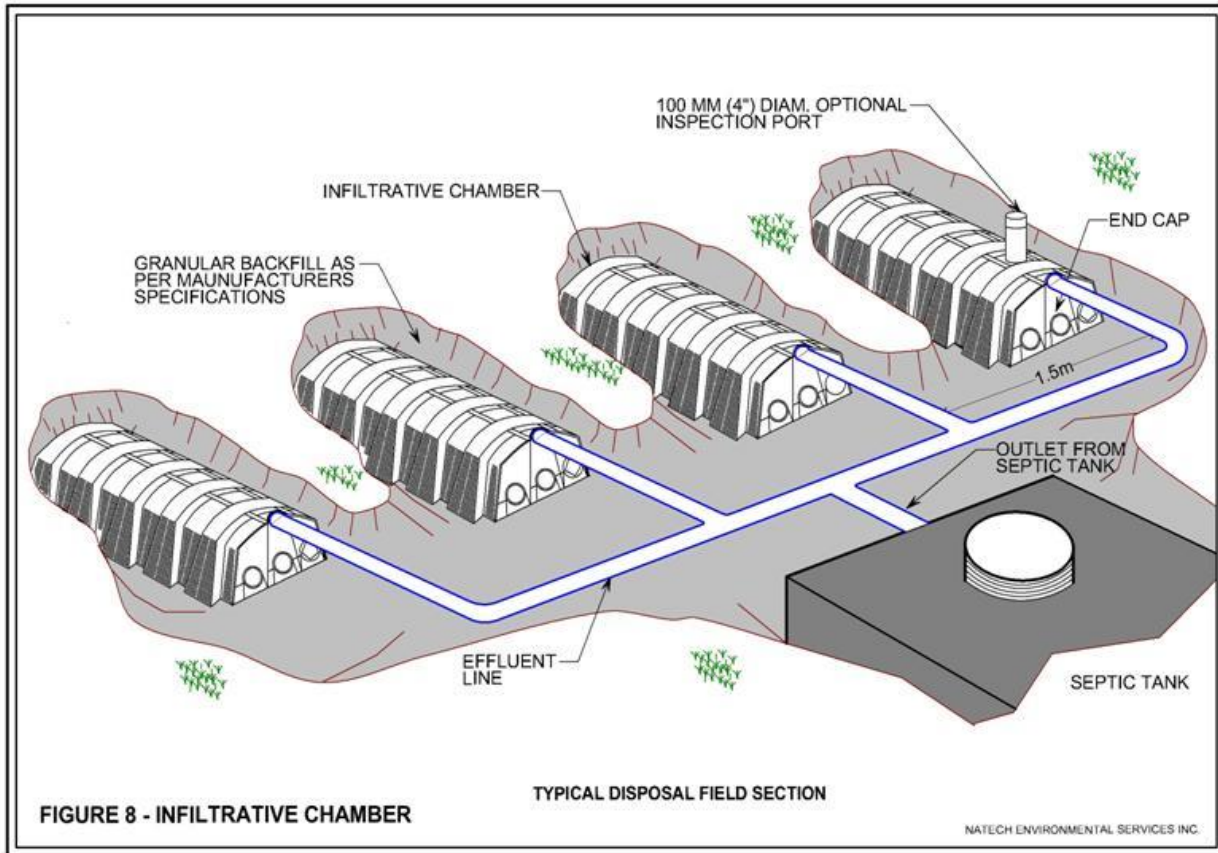 100 MM (4") DIAM. OPTIONAL
INSPECTION PORT
INFILTRATIVE CHAMBER
END CAP
GRANULAR BACKFILL AS
PER MAUNUFACTURERS
SPECIFICATIONS
1.5m
OUTLET FROM
SEPTIC TANK
EFFLUENT
LINE
SEPTIC TANK
TYPICAL DISPOSAL FIELD SECTION
FIGURE 8 - INFILTRATIVE CHAMBER
NATECH ENVIRONMENTAL SERVICES INC.